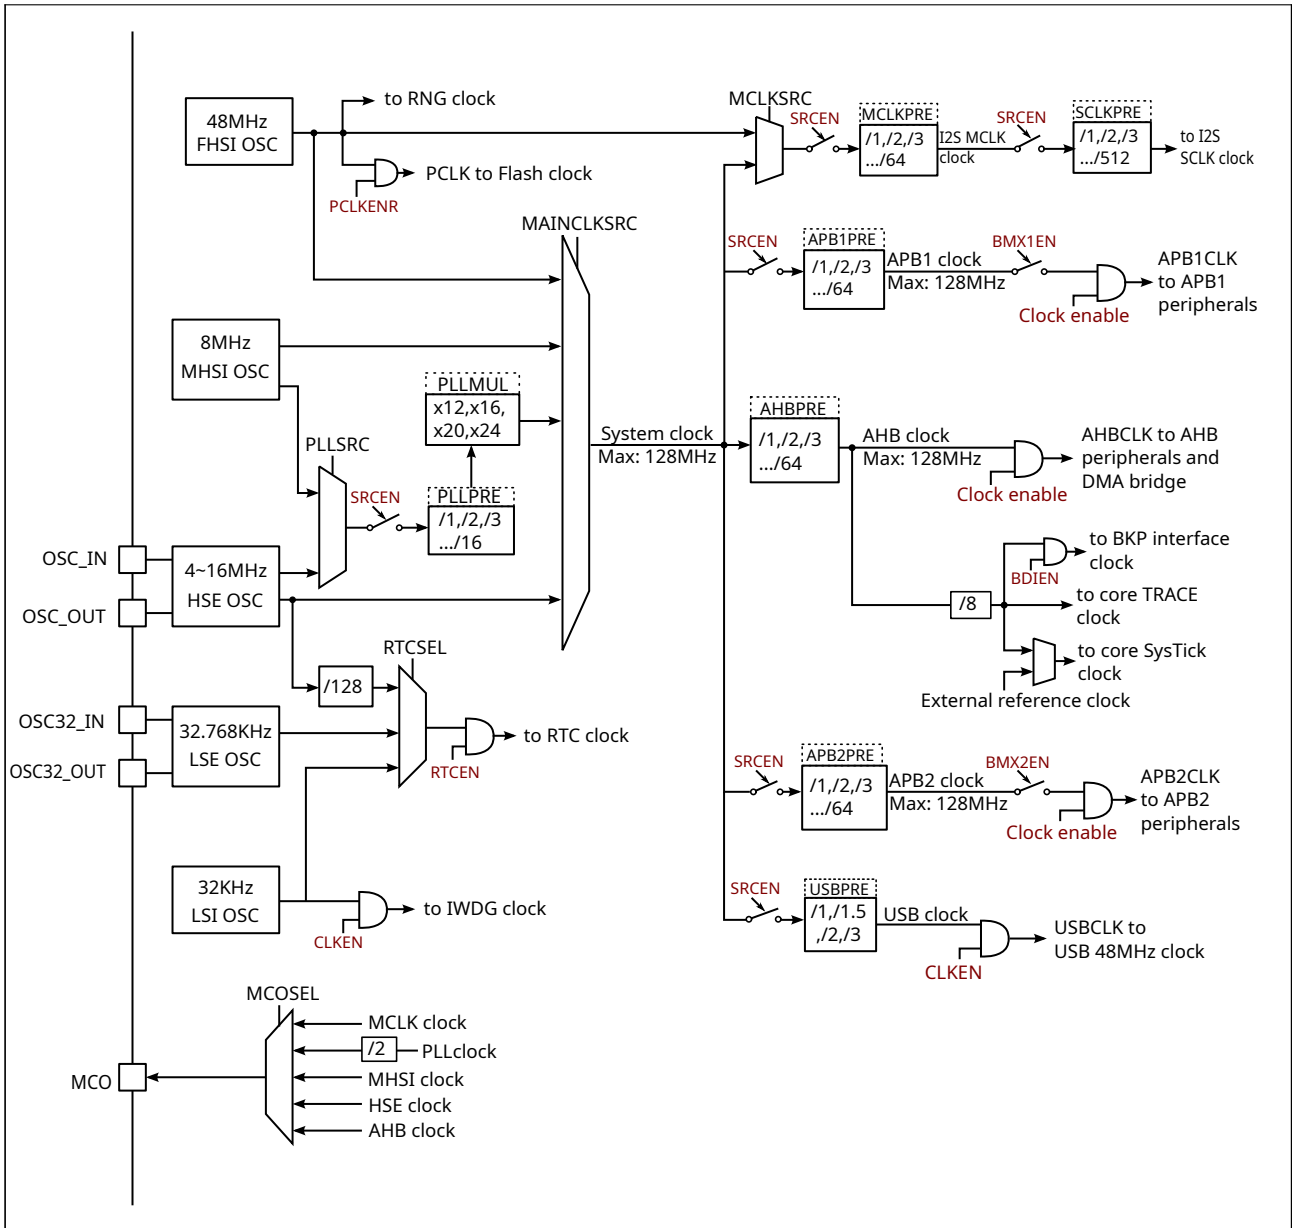 to RNG clock
48MHz
FHSI OSC
PCLK to Flash clock
PCLKENR
MCLKSRC
SRCEN
MCLKPRE
/1,/2,/3
.../64
I2S MCLK
clock
SRCEN
SCLKPRE
/1,/2,/3
.../512
to I2S
SCLK clock
MAINCLKSRC
SRCEN
APB1PRE
/1,/2,/3
.../64
APB1 clock
Max: 128MHz
BMX1EN
Clock enable
APB1CLK
to APB1
peripherals
8MHz
MHSI OSC
PLLMUL
x12,x16,
x20,x24
PLLSRC
SRCEN
PLLPRE
/1,/2,/3
.../16
System clock
Max: 128MHz
AHBPRE
/1,/2,/3
.../64
AHB clock
Max: 128MHz
Clock enable
AHBCLK to AHB
peripherals and
DMA bridge
OSC_IN
OSC_OUT
4~16MHz
HSE OSC
/8
BDIEN
to BKP interface
clock
to core TRACE
clock
to core SysTick
clock
External reference clock
RTCSEL
/128
OSC32_IN
OSC32_OUT
32.768KHz
LSE OSC
RTCEN
to RTC clock
SRCEN
APB2PRE
/1,/2,/3
.../64
APB2 clock
Max: 128MHz
BMX2EN
Clock enable
APB2CLK
to APB2
peripherals
32KHz
LSI OSC
CLKEN
to IWDG clock
SRCEN
USBPRE
/1,/1.5
,/2,/3
USB clock
CLKEN
USBCLK to
USB 48MHz clock
MCOSEL
MCO
MCLK clock
/2
PLLclock
MHSI clock
HSE clock
AHB clock